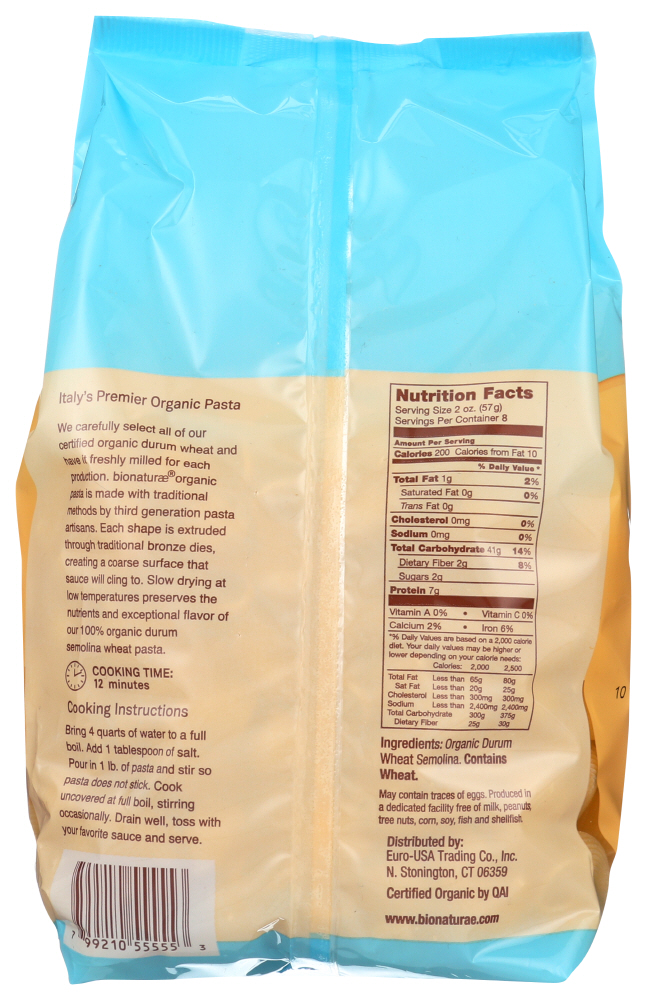 Italy's Premier Organic Pasta
We carefully select all of our
certified organic durum wheat and
have it freshly milled for each
production. bionaturæ®organic
pasta is made with traditional
methods by third generation pasta
artisans. Each shape is extruded
through traditional bronze dies,
creating a coarse surface that
sauce will cling to. Slow drying at
low temperatures preserves the
nutrients and exceptional flavor of
our 100% organic durum
semolina wheat pasta.
COOKING TIME:
12 minutes
Cooking Instructions
Bring 4 quarts of water to a full
boil. Add 1 tablespoon of salt.
Pour in 1 lb. of pasta and stir so
pasta does not stick. Cook
uncovered at full boil, stirring
occasionally. Drain well, toss with
your favorite sauce and serve.
7 99210 55555 3
Nutrition Facts
Serving Size 2 oz. (57g)
Servings Per Container 8
Amount Per Serving
Calories 200 Calories from Fat 10
% Daily Value *
Total Fat 1g 2%
Saturated Fat 0g 0%
Trans Fat 0g
Cholesterol 0mg 0%
Sodium 0mg 0%
Total Carbohydrate 41g 14%
Dietary Fiber 2g 8%
Sugars 2g
Protein 7g
Vitamin A 0% • Vitamin C 0%
Calcium 2% • Iron 6%
*% Daily Values are based on a 2,000 calorie
diet. Your daily values may be higher or
lower depending on your calorie needs:
Calories: 2,000 2,500
Total Fat Less than 65g 80g
Sat Fat Less than 20g 25g
Cholesterol Less than 300mg 300mg
Sodium Less than 2,400mg 2,400mg
Total Carbohydrate 300g 375g
Dietary Fiber 25g 30g
Ingredients: Organic Durum
Wheat Semolina. Contains
Wheat.
May contain traces of eggs. Produced in
a dedicated facility free of milk, peanuts,
tree nuts, corn, soy, fish and shellfish.
Distributed by:
Euro-USA Trading Co., Inc.
N. Stonington, CT 06359
Certified Organic by QAI
www.bionaturae.com
10